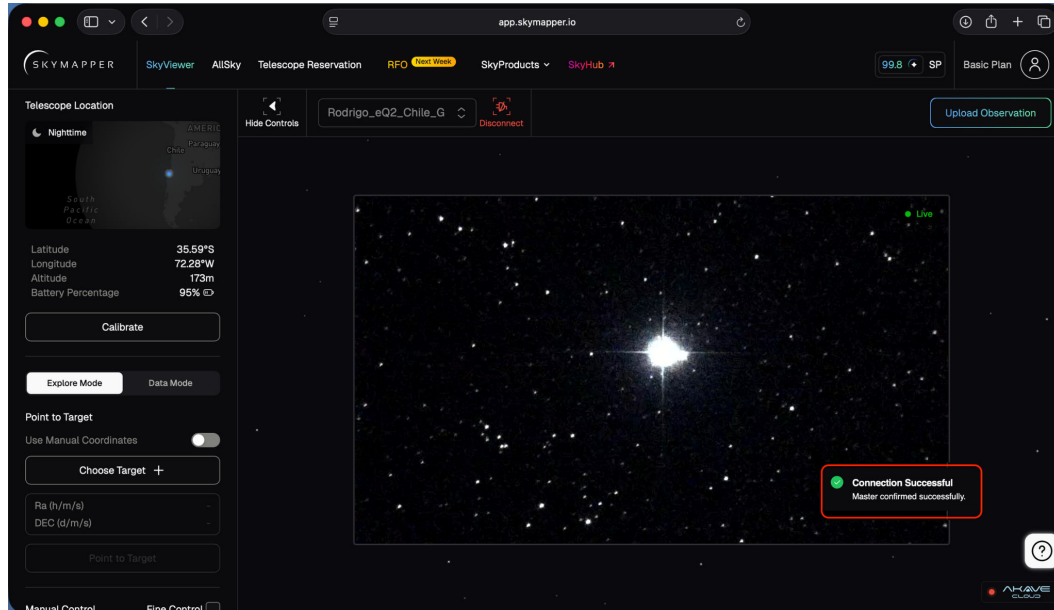 app.skymapper.io
SKYMAPPER
SkyViewer
AllSky
Telescope Reservation
RFO Next Week
SkyProducts
SkyHub
99.8 SP
Basic Plan
Telescope Location
Nighttime
AMERIC
Chile
Paraguay
Uruguay
South
Pacific
Ocean
Latitude 35.59°S
Longitude 72.28°W
Altitude 173m
Battery Percentage 95%
Calibrate
Explore Mode
Data Mode
Point to Target
Use Manual Coordinates
Choose Target +
Ra (h/m/s) -
DEC (d/m/s) -
Point to Target
Manual Control
Fine Control
Hide Controls
Rodrigo_eQ2_Chile_G
Disconnect
Upload Observation
Live
Connection Successful
Master confirmed successfully.
?
AKAVE
CLOUD